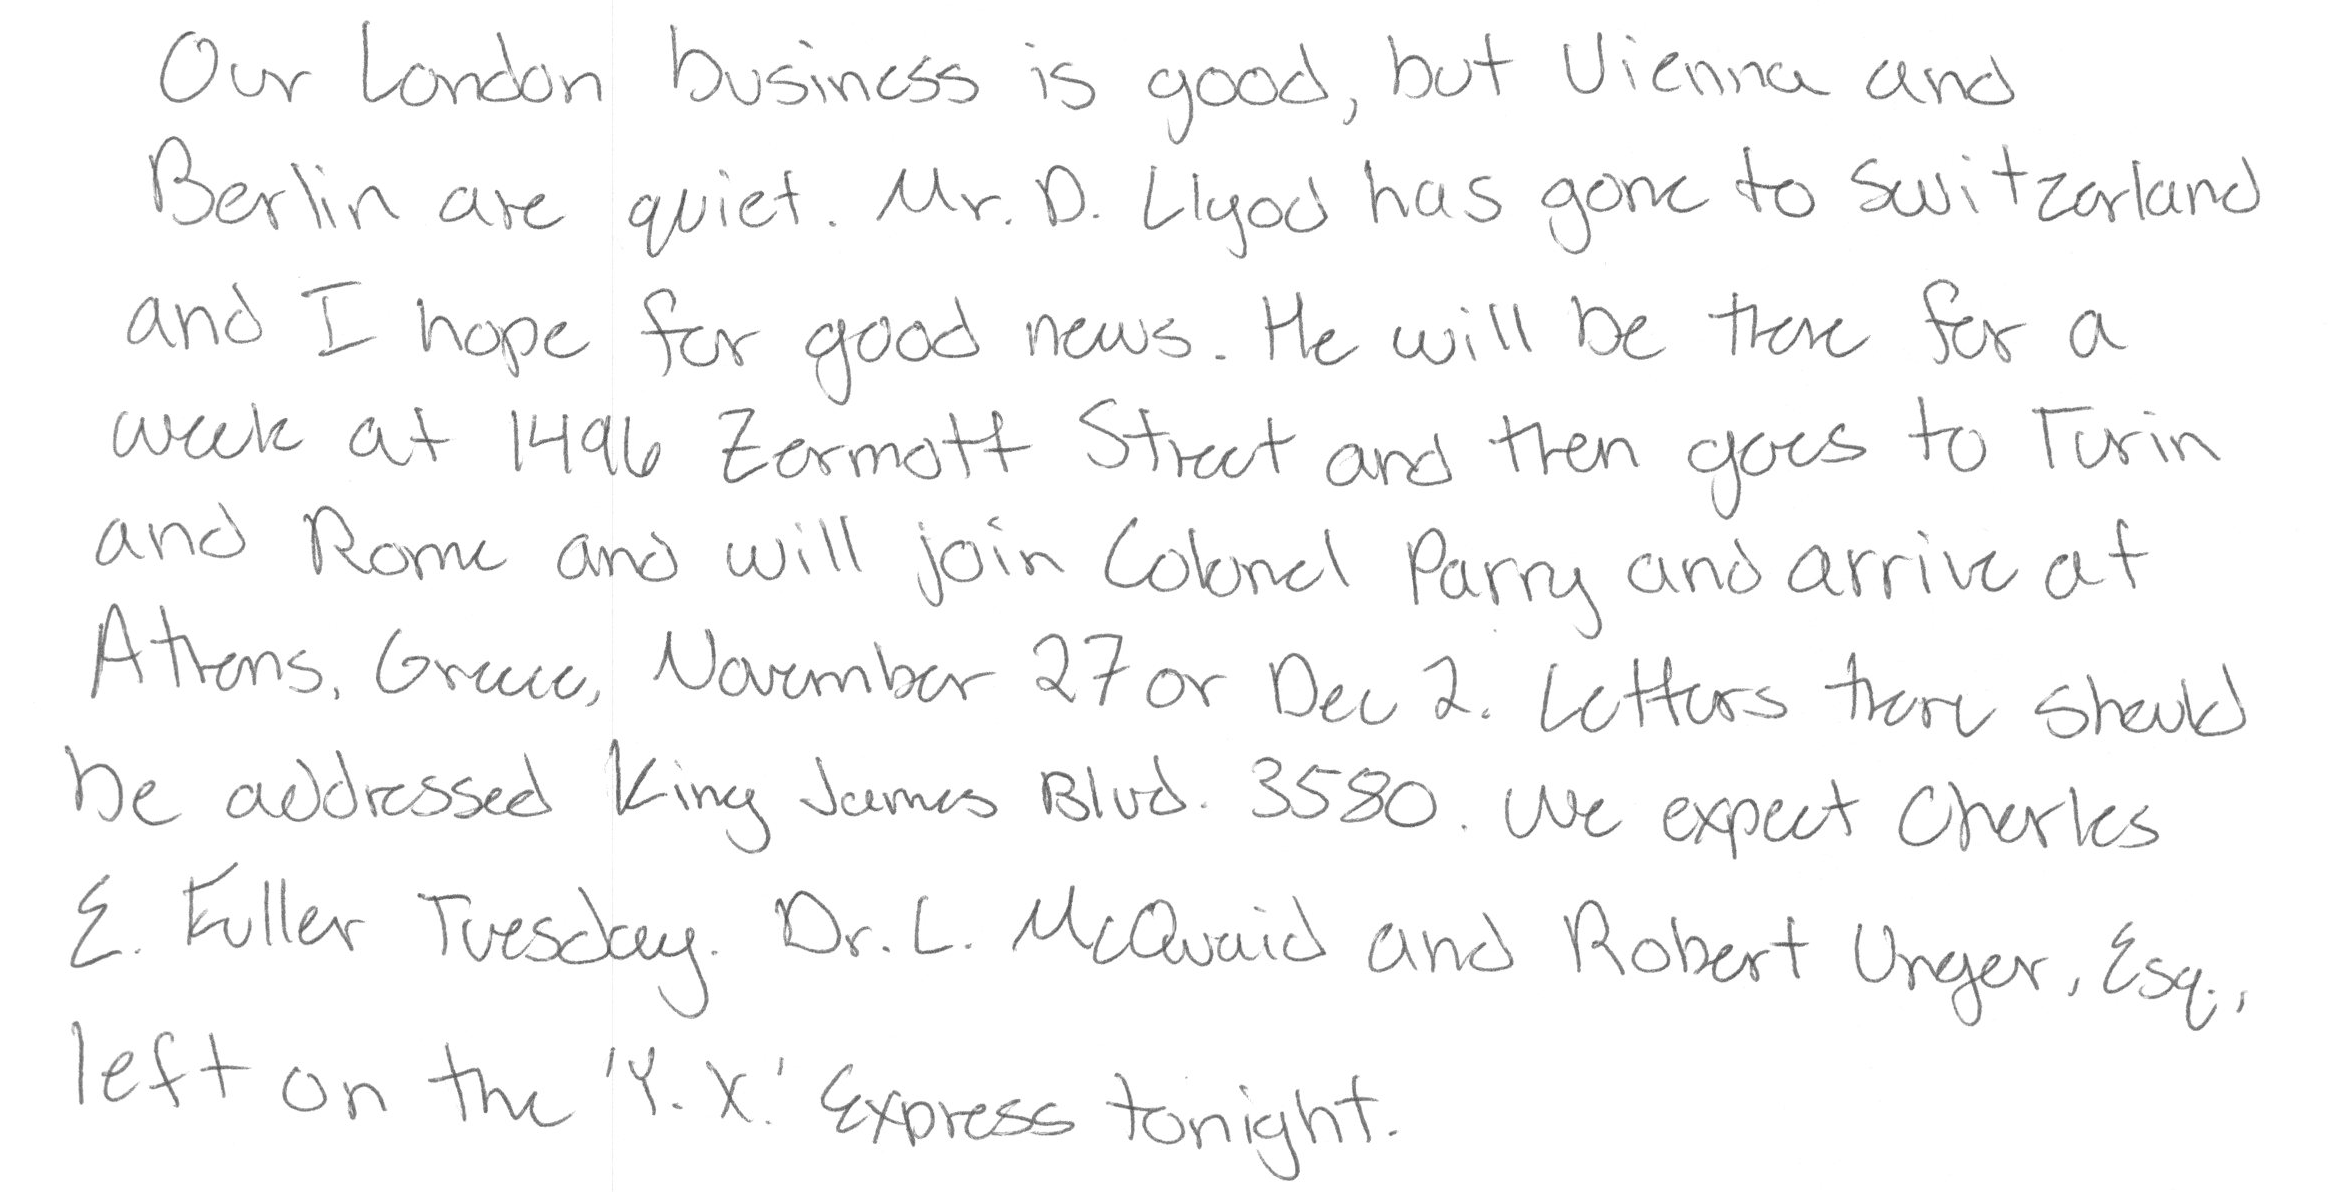 Our London business is good, but Vienna and
Berlin are quiet. Mr. D. Llyod has gone to Switzerland
and I hope for good news. He will be there for a
week at 1496 Zermott Street and then goes to Turin
and Rome and will join Colonel Parry and arrive at
Athens, Greece, November 27 or Dec 2. Letters there should
be addressed King James Blvd. 3580. We expect Charles
E. Fuller Tuesday. Dr. L. McQuaid and Robert Unger, Esq.,
left on the 'Y. X.' Express tonight.